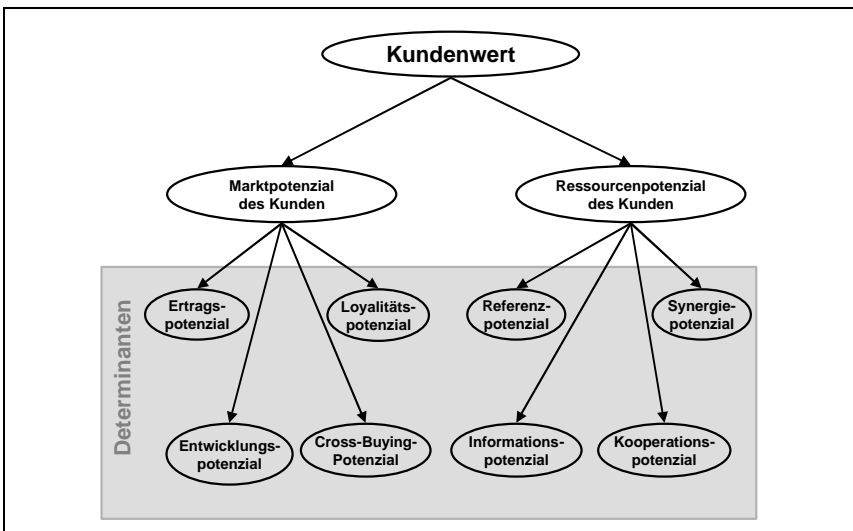 Kundenwert
Marktpotenzial
des Kunden
Ressourcenpotenzial
des Kunden
Determinanten
Ertrags-
potenzial
Loyalitäts-
potenzial
Referenz-
potenzial
Synergie-
potenzial
Entwicklungs-
potenzial
Cross-Buying-
Potenzial
Informations-
potenzial
Kooperations-
potenzial